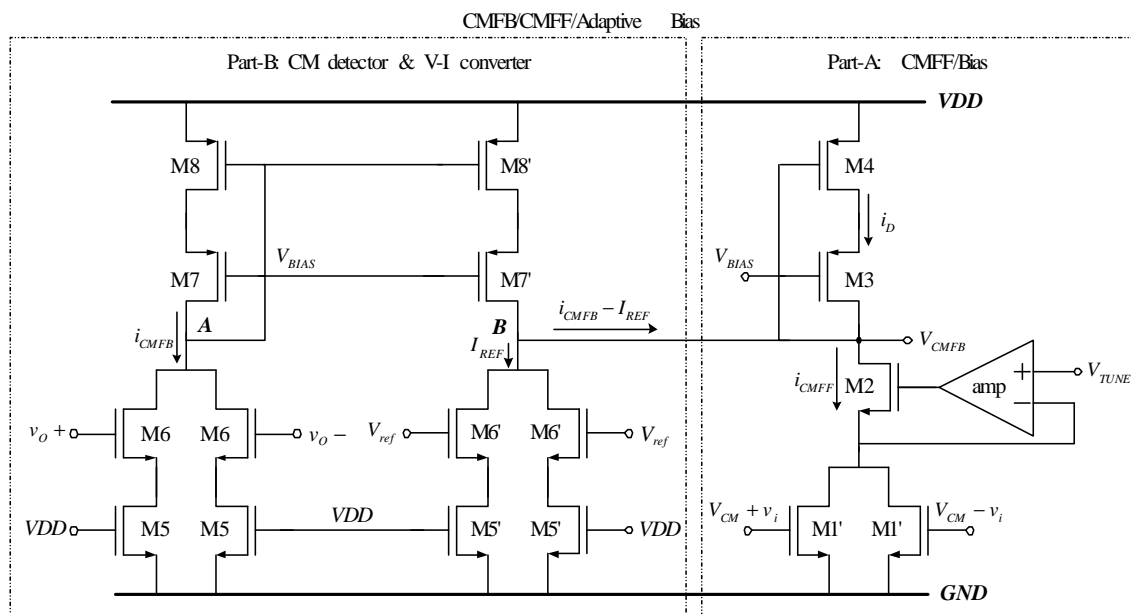 CMFB/CMFF/Adaptive Bias
Part-B: CM detector & V-I converter
Part-A: CMFF/Bias
VDD
M8 M8' M4
i_D
M7 V_BIAS M7' V_BIAS M3
i_CMFB A B i_CMFB − I_REF
I_REF V_CMFB
i_CMFF M2 amp + − V_TUNE
v_O + M6 M6 v_O − V_ref M6' M6' V_ref
VDD M5 M5 VDD M5' M5' VDD
V_CM + v_i M1' M1' V_CM − v_i
GND